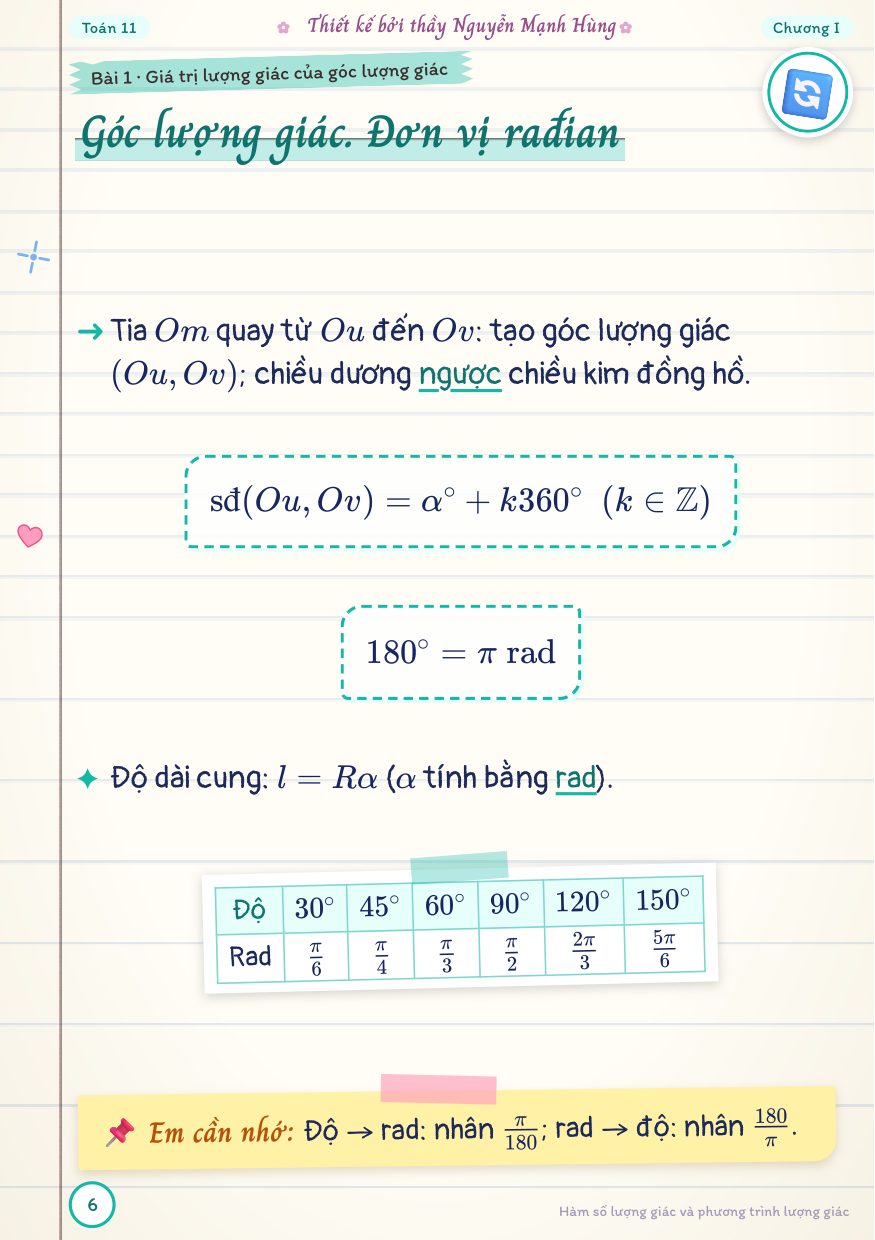 Toán 11
Thiết kế bởi thầy Nguyễn Mạnh Hùng
Chương I
Bài 1 · Giá trị lượng giác của góc lượng giác
Góc lượng giác. Đơn vị rađian
→ Tia Om quay từ Ou đến Ov: tạo góc lượng giác
(Ou, Ov); chiều dương ngược chiều kim đồng hồ.
sđ(Ou, Ov) = α° + k360° (k ∈ ℤ)
180° = π rad
✦ Độ dài cung: l = Rα (α tính bằng rad).
Độ 30° 45° 60° 90° 120° 150°
Rad π/6 π/4 π/3 π/2 2π/3 5π/6
Em cần nhớ: Độ → rad: nhân π/180; rad → độ: nhân 180/π.
6
Hàm số lượng giác và phương trình lượng giác